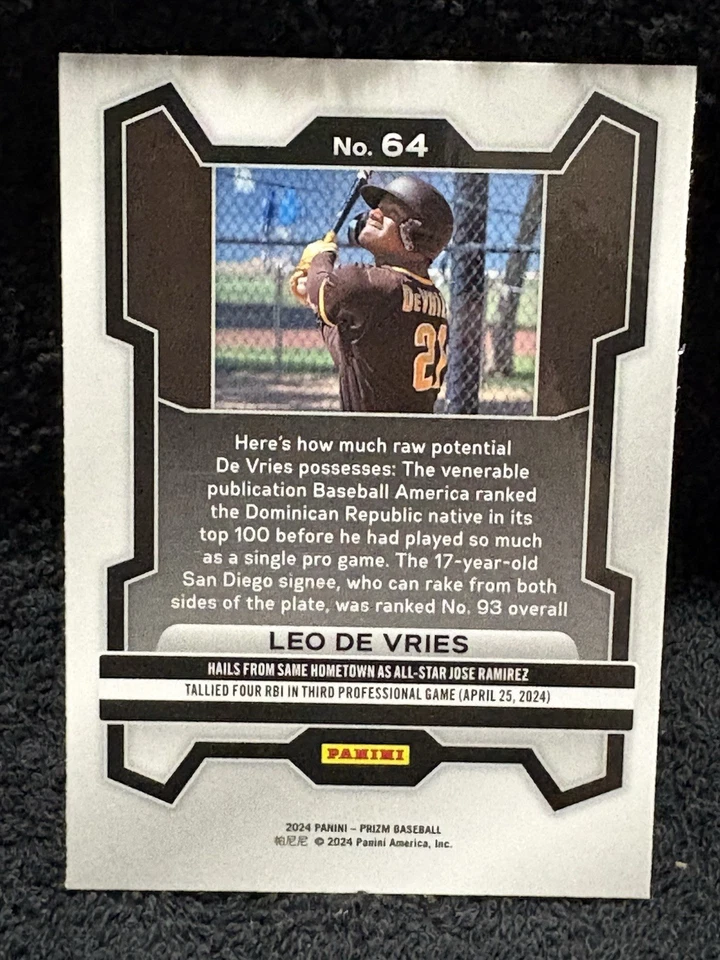 No. 64
DeVRI
21
Here's how much raw potential
De Vries possesses: The venerable
publication Baseball America ranked
the Dominican Republic native in its
top 100 before he had played so much
as a single pro game. The 17-year-old
San Diego signee, who can rake from both
sides of the plate, was ranked No. 93 overall
LEO DE VRIES
HAILS FROM SAME HOMETOWN AS ALL-STAR JOSE RAMIREZ
TALLIED FOUR RBI IN THIRD PROFESSIONAL GAME (APRIL 25, 2024)
PANINI
2024 PANINI – PRIZM BASEBALL
帕尼尼 © 2024 Panini America, Inc.